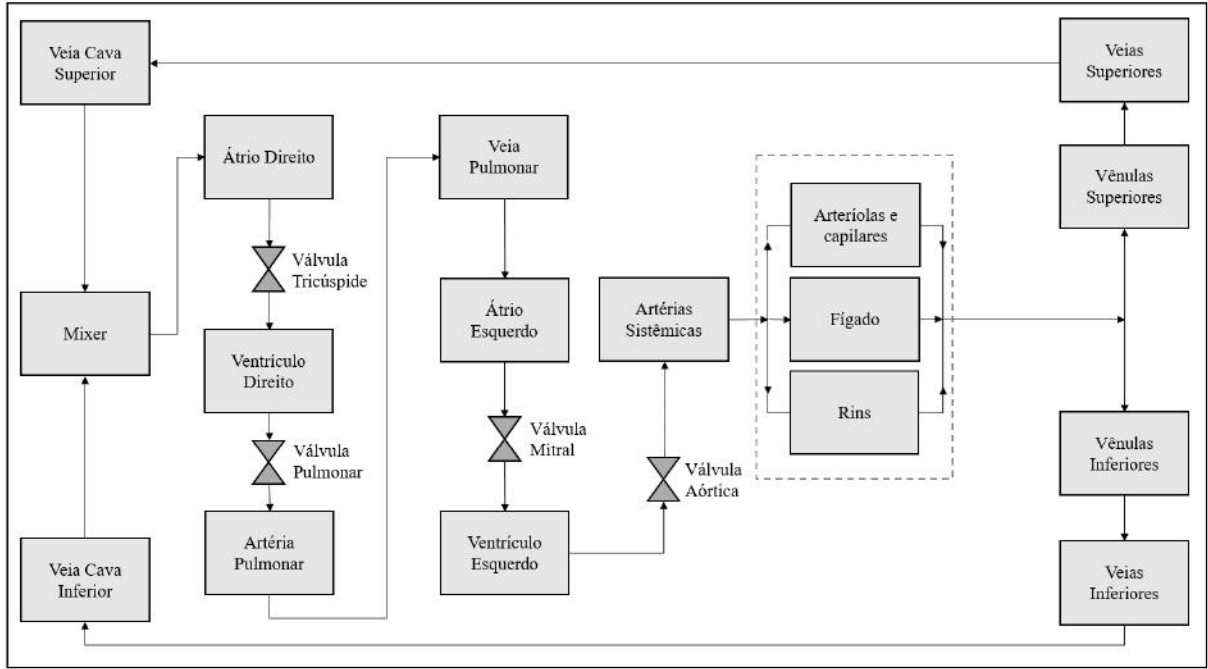 Veia Cava
Superior
Veias
Superiores
Átrio Direito
Veia
Pulmonar
Vênulas
Superiores
Arteríolas e
capilares
Válvula
Tricúspide
Mixer
Átrio
Esquerdo
Artérias
Sistêmicas
Fígado
Ventrículo
Direito
Rins
Válvula
Pulmonar
Válvula
Mitral
Válvula
Aórtica
Vênulas
Inferiores
Veia Cava
Inferior
Artéria
Pulmonar
Ventrículo
Esquerdo
Veias
Inferiores